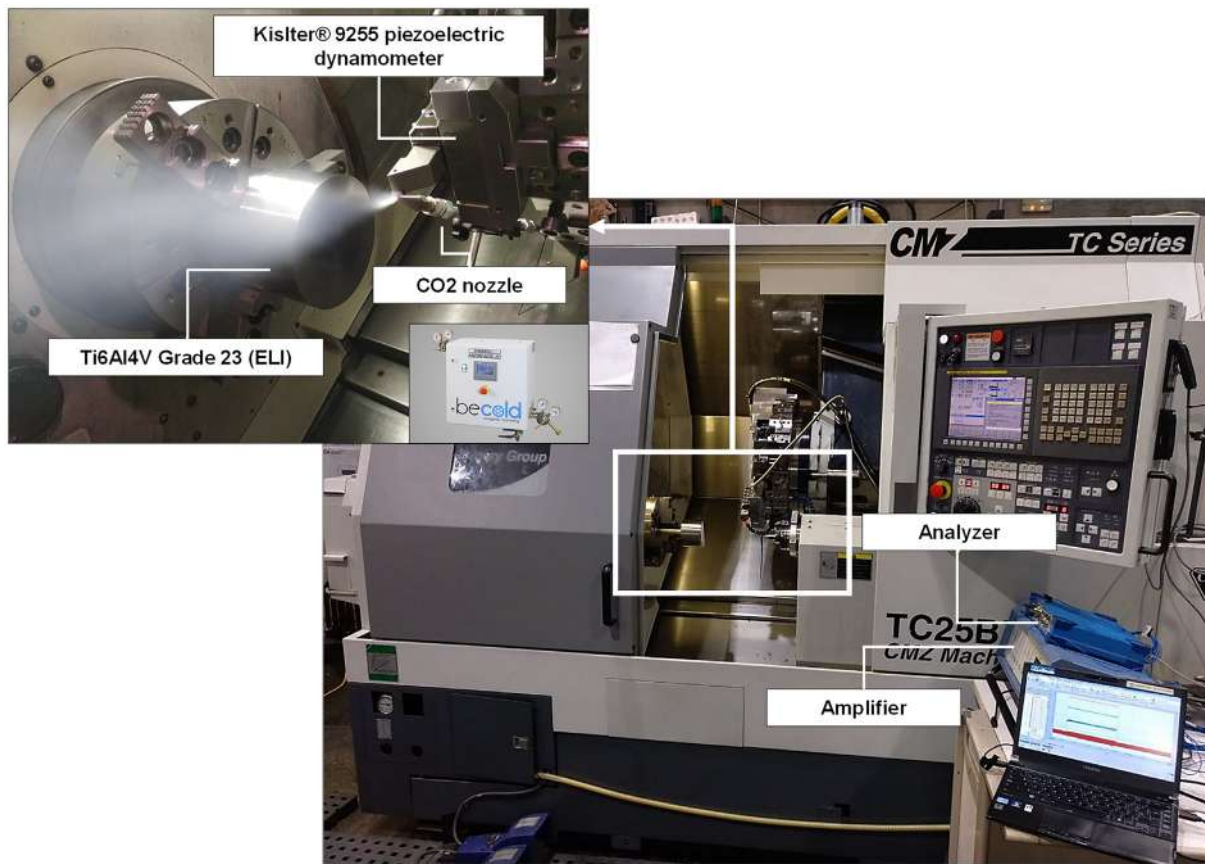 Kislter® 9255 piezoelectric
dynamometer
CO2 nozzle
Ti6Al4V Grade 23 (ELI)
becold
CMZ
TC Series
Analyzer
TC25B
CMZ Mach
Amplifier